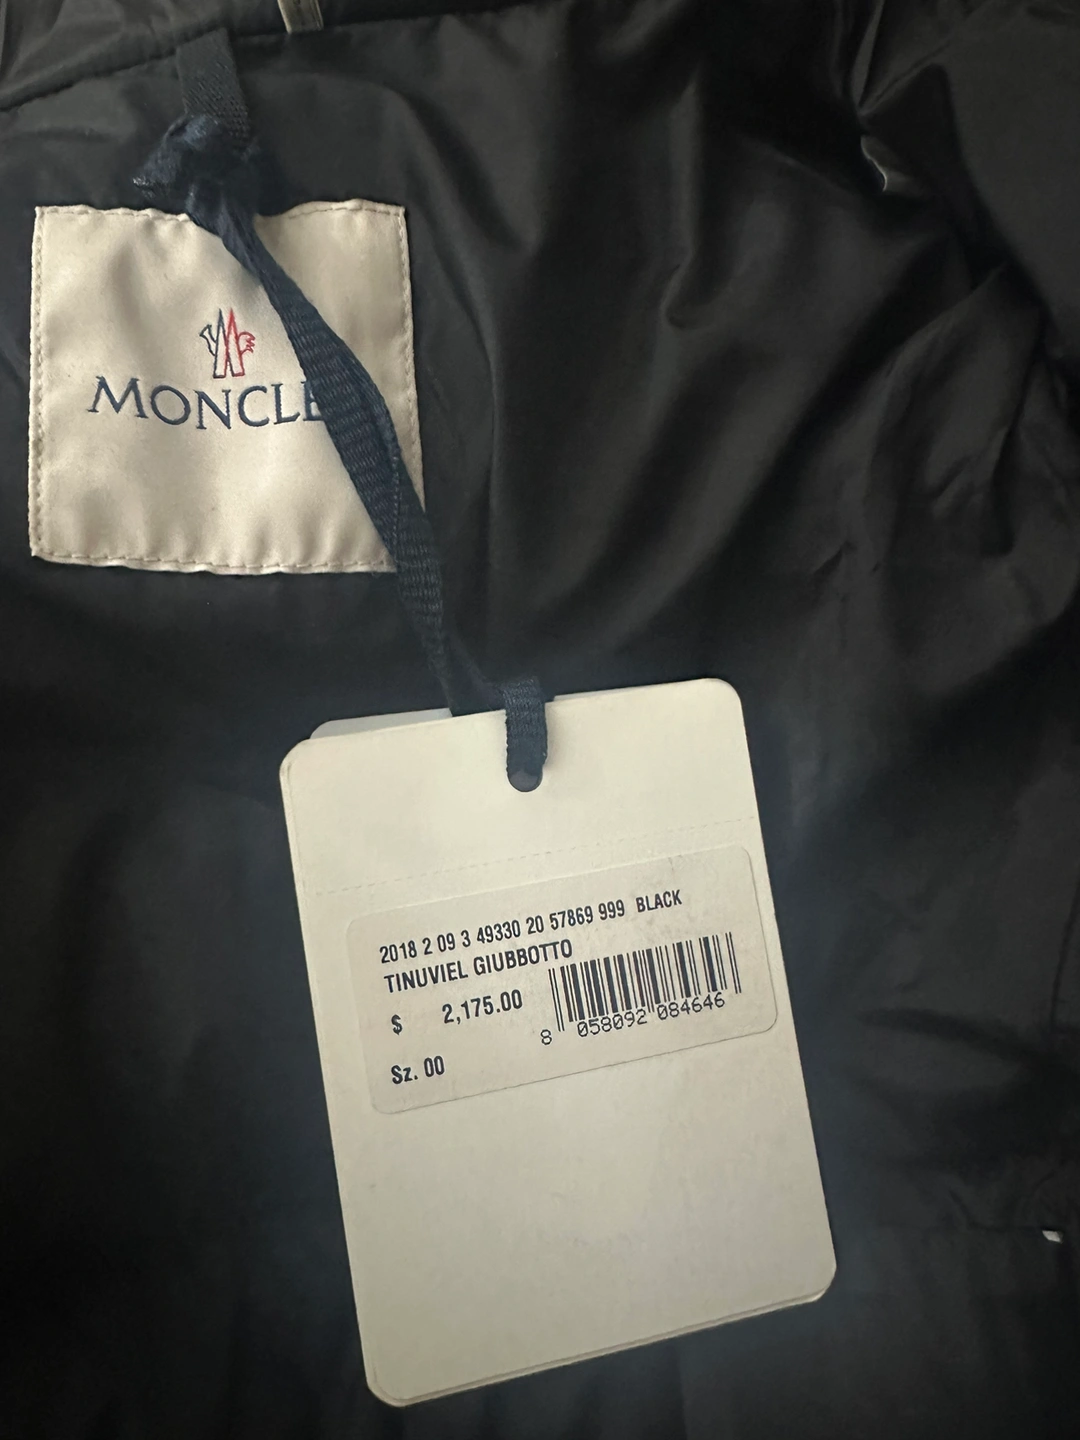 MONCLE
2018 2 09 3 49330 20 57869 999 BLACK
TINUVIEL GIUBBOTTO
$ 2,175.00
8 058092 084646
Sz. 00